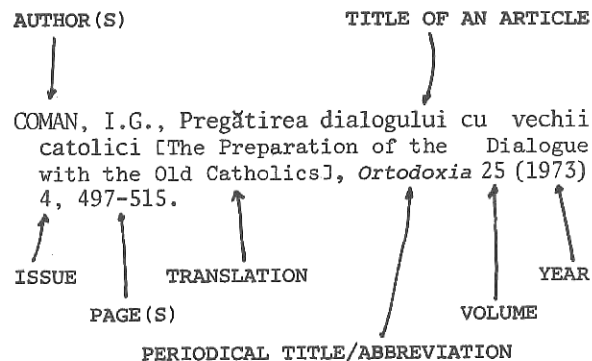 AUTHOR(S) TITLE OF AN ARTICLE
COMAN, I.G., Pregătirea dialogului cu vechii
catolici [The Preparation of the Dialogue
with the Old Catholics], Ortodoxia 25 (1973)
4, 497-515.
ISSUE TRANSLATION YEAR
PAGE(S) VOLUME
PERIODICAL TITLE/ABBREVIATION